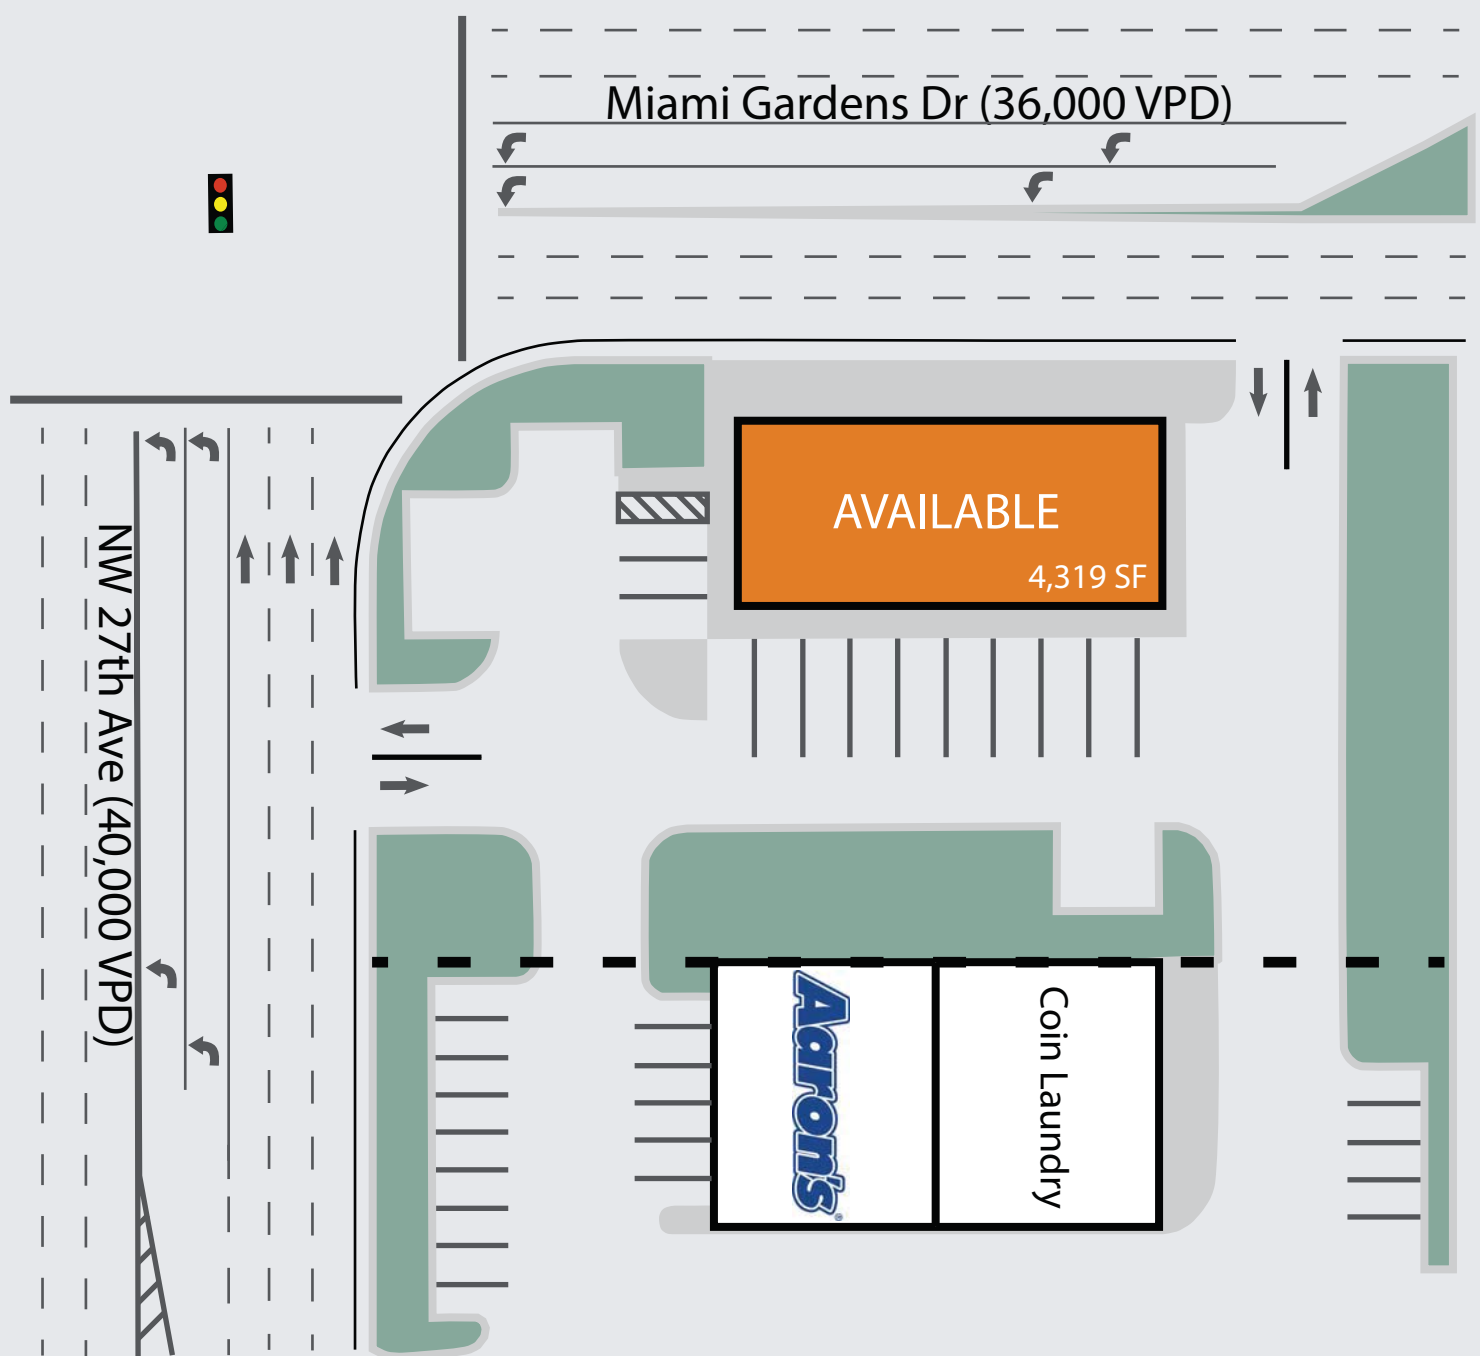 Miami Gardens Dr (36,000 VPD)
AVAILABLE
4,319 SF
NW 27th Ave (40,000 VPD)
Aaron's®
Coin Laundry